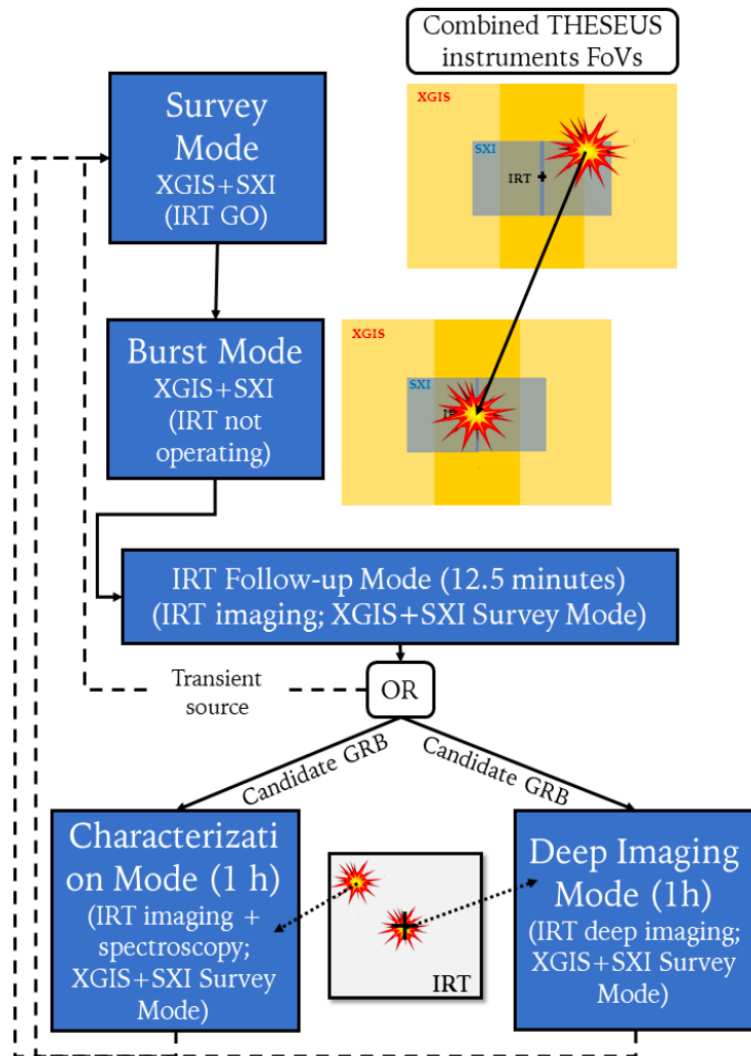 Combined THESEUS
instruments FoVs
Survey
Mode
XGIS+SXI
(IRT GO)
XGIS
SXI
IRT
Burst Mode
XGIS+SXI
(IRT not
operating)
XGIS
SXI
IRT Follow-up Mode (12.5 minutes)
(IRT imaging; XGIS+SXI Survey Mode)
Transient
source
OR
Candidate GRB
Candidate GRB
Characterizati
on Mode (1 h)
(IRT imaging +
spectroscopy;
XGIS+SXI Survey
Mode)
IRT
Deep Imaging
Mode (1h)
(IRT deep imaging;
XGIS+SXI Survey
Mode)